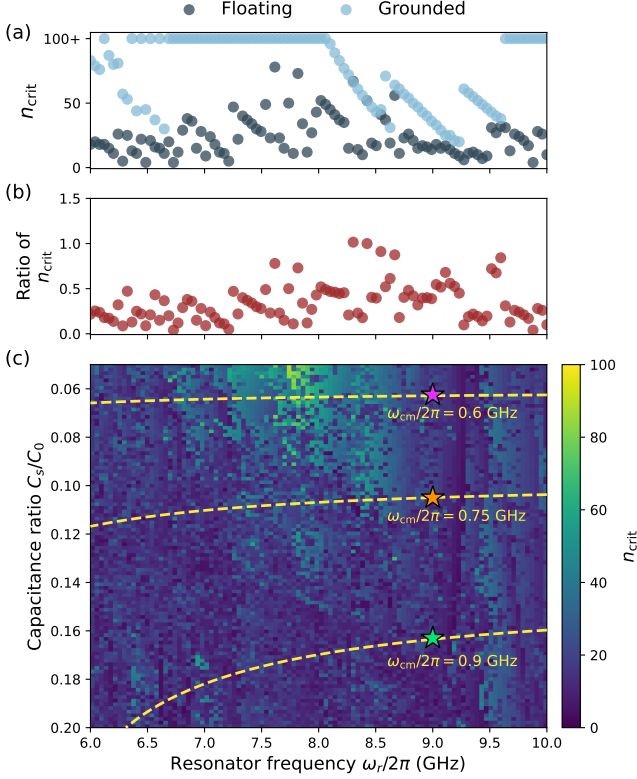 Floating Grounded
(a)
100+
50
0
n_crit
(b)
1.5
1.0
0.5
0.0
Ratio of
n_crit
(c)
0.06
0.08
0.10
0.12
0.14
0.16
0.18
0.20
Capacitance ratio C_s/C_0
ω_cm/2π = 0.6 GHz
ω_cm/2π = 0.75 GHz
ω_cm/2π = 0.9 GHz
6.0 6.5 7.0 7.5 8.0 8.5 9.0 9.5 10.0
Resonator frequency ω_r/2π (GHz)
100
80
60
40
20
0
n_crit